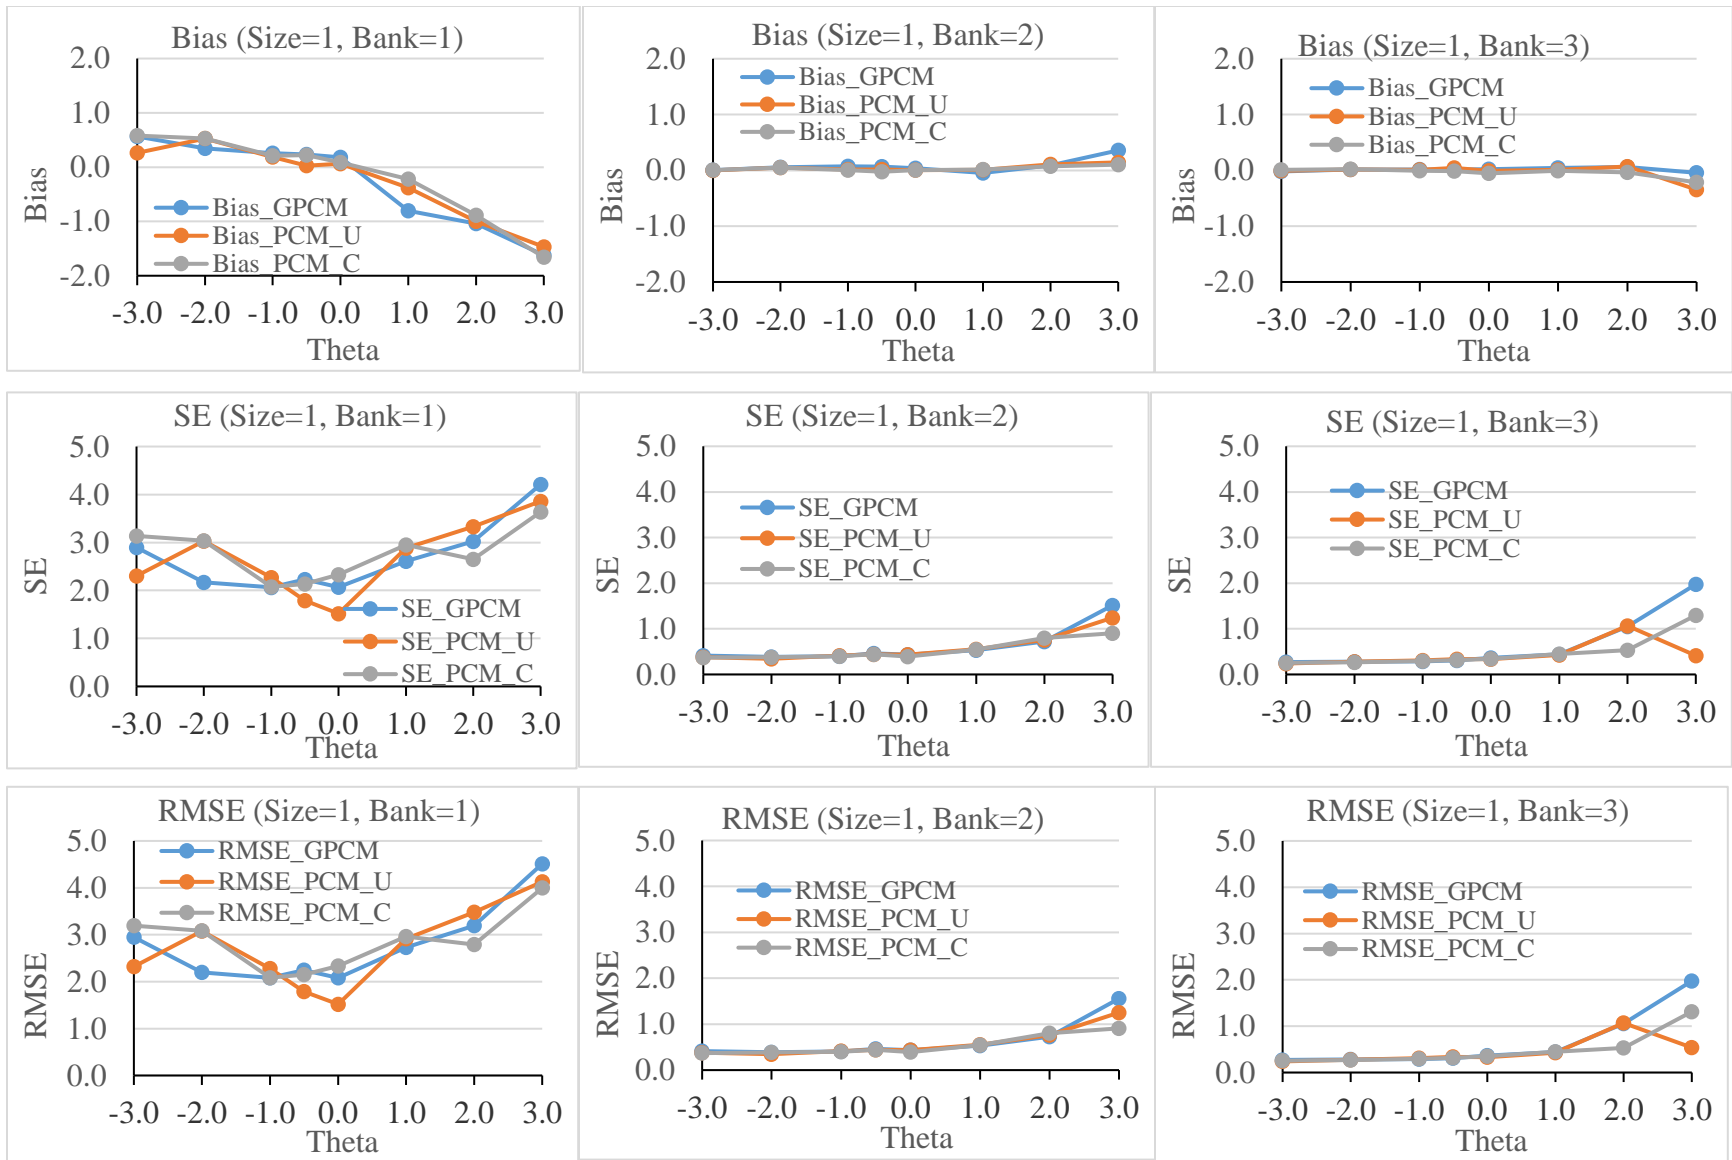 Bias (Size=1, Bank=1)
2.0
1.0
0.0
-1.0
-2.0
Bias
Bias_GPCM
Bias_PCM_U
Bias_PCM_C
-3.0 -2.0 -1.0 0.0 1.0 2.0 3.0
Theta
Bias (Size=1, Bank=2)
2.0
1.0
0.0
-1.0
-2.0
Bias
Bias_GPCM
Bias_PCM_U
Bias_PCM_C
-3.0 -2.0 -1.0 0.0 1.0 2.0 3.0
Theta
Bias (Size=1, Bank=3)
2.0
1.0
0.0
-1.0
-2.0
Bias
Bias_GPCM
Bias_PCM_U
Bias_PCM_C
-3.0 -2.0 -1.0 0.0 1.0 2.0 3.0
Theta
SE (Size=1, Bank=1)
5.0
4.0
3.0
2.0
1.0
0.0
SE
SE_GPCM
SE_PCM_U
SE_PCM_C
-3.0 -2.0 -1.0 0.0 1.0 2.0 3.0
Theta
SE (Size=1, Bank=2)
5.0
4.0
3.0
2.0
1.0
0.0
SE
SE_GPCM
SE_PCM_U
SE_PCM_C
-3.0 -2.0 -1.0 0.0 1.0 2.0 3.0
Theta
SE (Size=1, Bank=3)
5.0
4.0
3.0
2.0
1.0
0.0
SE
SE_GPCM
SE_PCM_U
SE_PCM_C
-3.0 -2.0 -1.0 0.0 1.0 2.0 3.0
Theta
RMSE (Size=1, Bank=1)
5.0
4.0
3.0
2.0
1.0
0.0
RMSE
RMSE_GPCM
RMSE_PCM_U
RMSE_PCM_C
-3.0 -2.0 -1.0 0.0 1.0 2.0 3.0
Theta
RMSE (Size=1, Bank=2)
5.0
4.0
3.0
2.0
1.0
0.0
RMSE
RMSE_GPCM
RMSE_PCM_U
RMSE_PCM_C
-3.0 -2.0 -1.0 0.0 1.0 2.0 3.0
Theta
RMSE (Size=1, Bank=3)
5.0
4.0
3.0
2.0
1.0
0.0
RMSE
RMSE_GPCM
RMSE_PCM_U
RMSE_PCM_C
-3.0 -2.0 -1.0 0.0 1.0 2.0 3.0
Theta